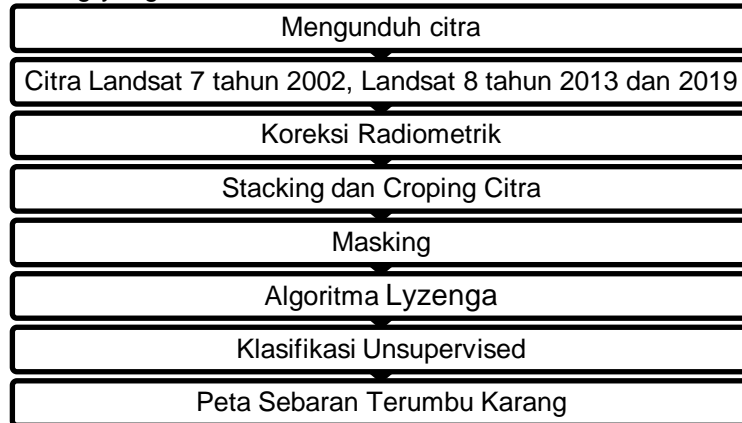 Mengunduh citra
Citra Landsat 7 tahun 2002, Landsat 8 tahun 2013 dan 2019
Koreksi Radiometrik
Stacking dan Croping Citra
Masking
Algoritma Lyzenga
Klasifikasi Unsupervised
Peta Sebaran Terumbu Karang